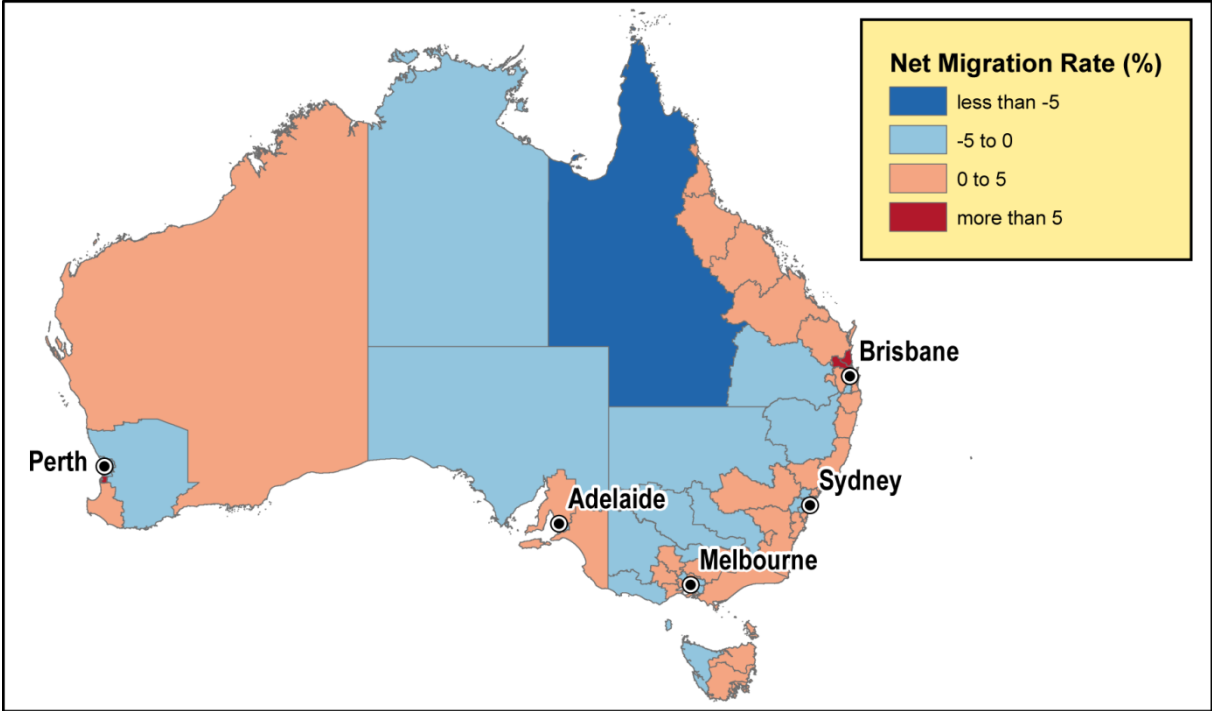 Net Migration Rate (%)
less than -5
-5 to 0
0 to 5
more than 5
Brisbane
Perth
Sydney
Adelaide
Melbourne